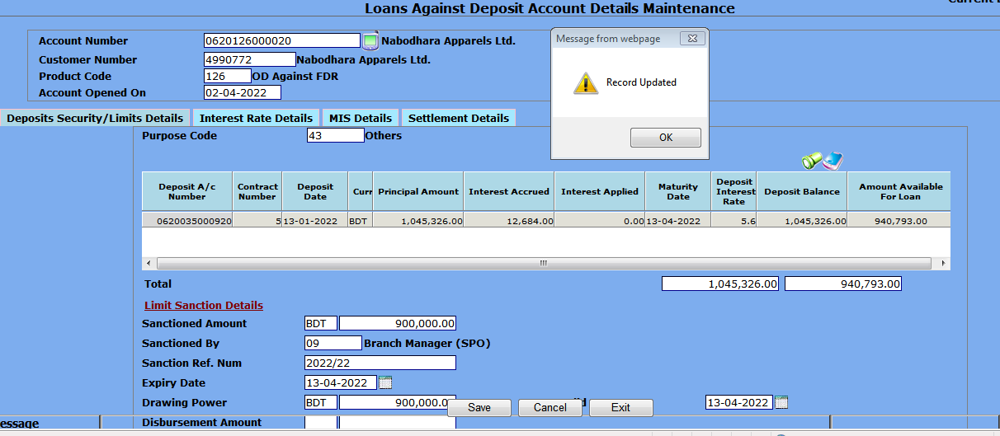 Loans Against Deposit Account Details Maintenance
Account Number 0620126000020 Nabodhara Apparels Ltd.
Customer Number 4990772 Nabodhara Apparels Ltd.
Product Code 126 OD Against FDR
Account Opened On 02-04-2022
Message from webpage
Record Updated
OK
Deposits Security/Limits Details Interest Rate Details MIS Details Settlement Details
Purpose Code 43 Others
Deposit A/c Number Contract Number Deposit Date Curr Principal Amount Interest Accrued Interest Applied Maturity Date Deposit Interest Rate Deposit Balance Amount Available For Loan
0620035000920 5 13-01-2022 BDT 1,045,326.00 12,684.00 0.00 13-04-2022 5.6 1,045,326.00 940,793.00
Total 1,045,326.00 940,793.00
Limit Sanction Details
Sanctioned Amount BDT 900,000.00
Sanctioned By 09 Branch Manager (SPO)
Sanction Ref. Num 2022/22
Expiry Date 13-04-2022
Drawing Power BDT 900,000.0 Save Cancel Exit 13-04-2022
essage Disbursement Amount